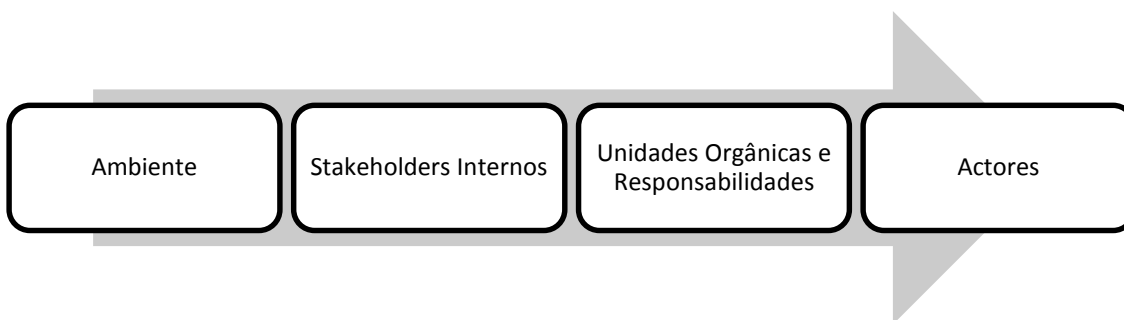 Ambiente
Stakeholders Internos
Unidades Orgânicas e
Responsabilidades
Actores